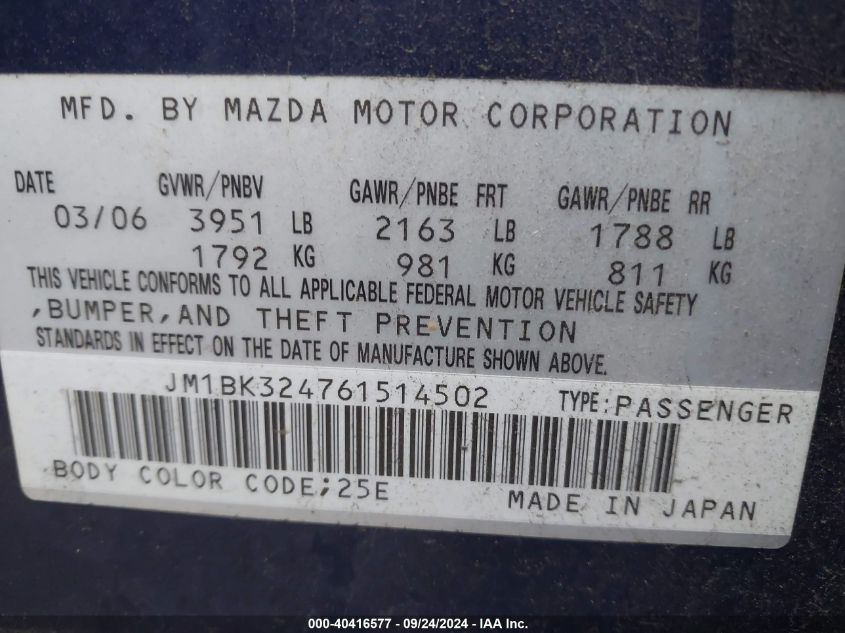 MFD. BY MAZDA MOTOR CORPORATION
DATE GVWR/PNBV GAWR/PNBE FRT GAWR/PNBE RR
03/06 3951 LB 2163 LB 1788 LB
1792 KG 981 KG 811 KG
THIS VEHICLE CONFORMS TO ALL APPLICABLE FEDERAL MOTOR VEHICLE SAFETY
,BUMPER,AND THEFT PREVENTION
STANDARDS IN EFFECT ON THE DATE OF MANUFACTURE SHOWN ABOVE.
JM1BK324761514502 TYPE:PASSENGER
BODY COLOR CODE;25E MADE IN JAPAN
000-40416577 - 09/24/2024 - IAA Inc.